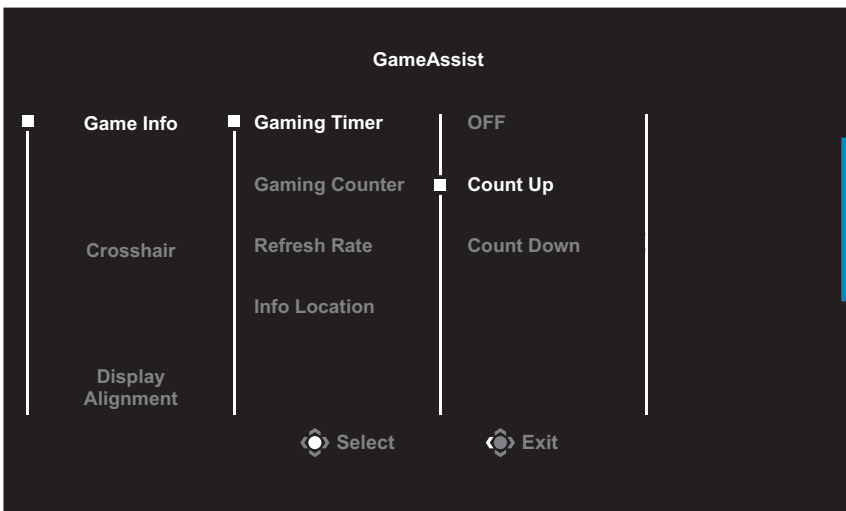 GameAssist
Game Info
Gaming Timer
OFF
Gaming Counter
Count Up
Crosshair
Refresh Rate
Count Down
Info Location
Display
Alignment
Select
Exit